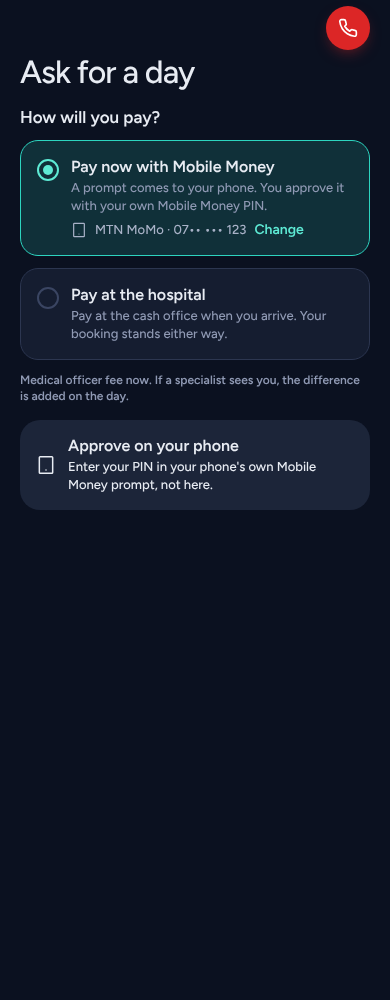 Ask for a day
How will you pay?
Pay now with Mobile Money
A prompt comes to your phone. You approve it
with your own Mobile Money PIN.
MTN MoMo · 07•• ••• 123 Change
Pay at the hospital
Pay at the cash office when you arrive. Your
booking stands either way.
Medical officer fee now. If a specialist sees you, the difference
is added on the day.
Approve on your phone
Enter your PIN in your phone's own Mobile
Money prompt, not here.